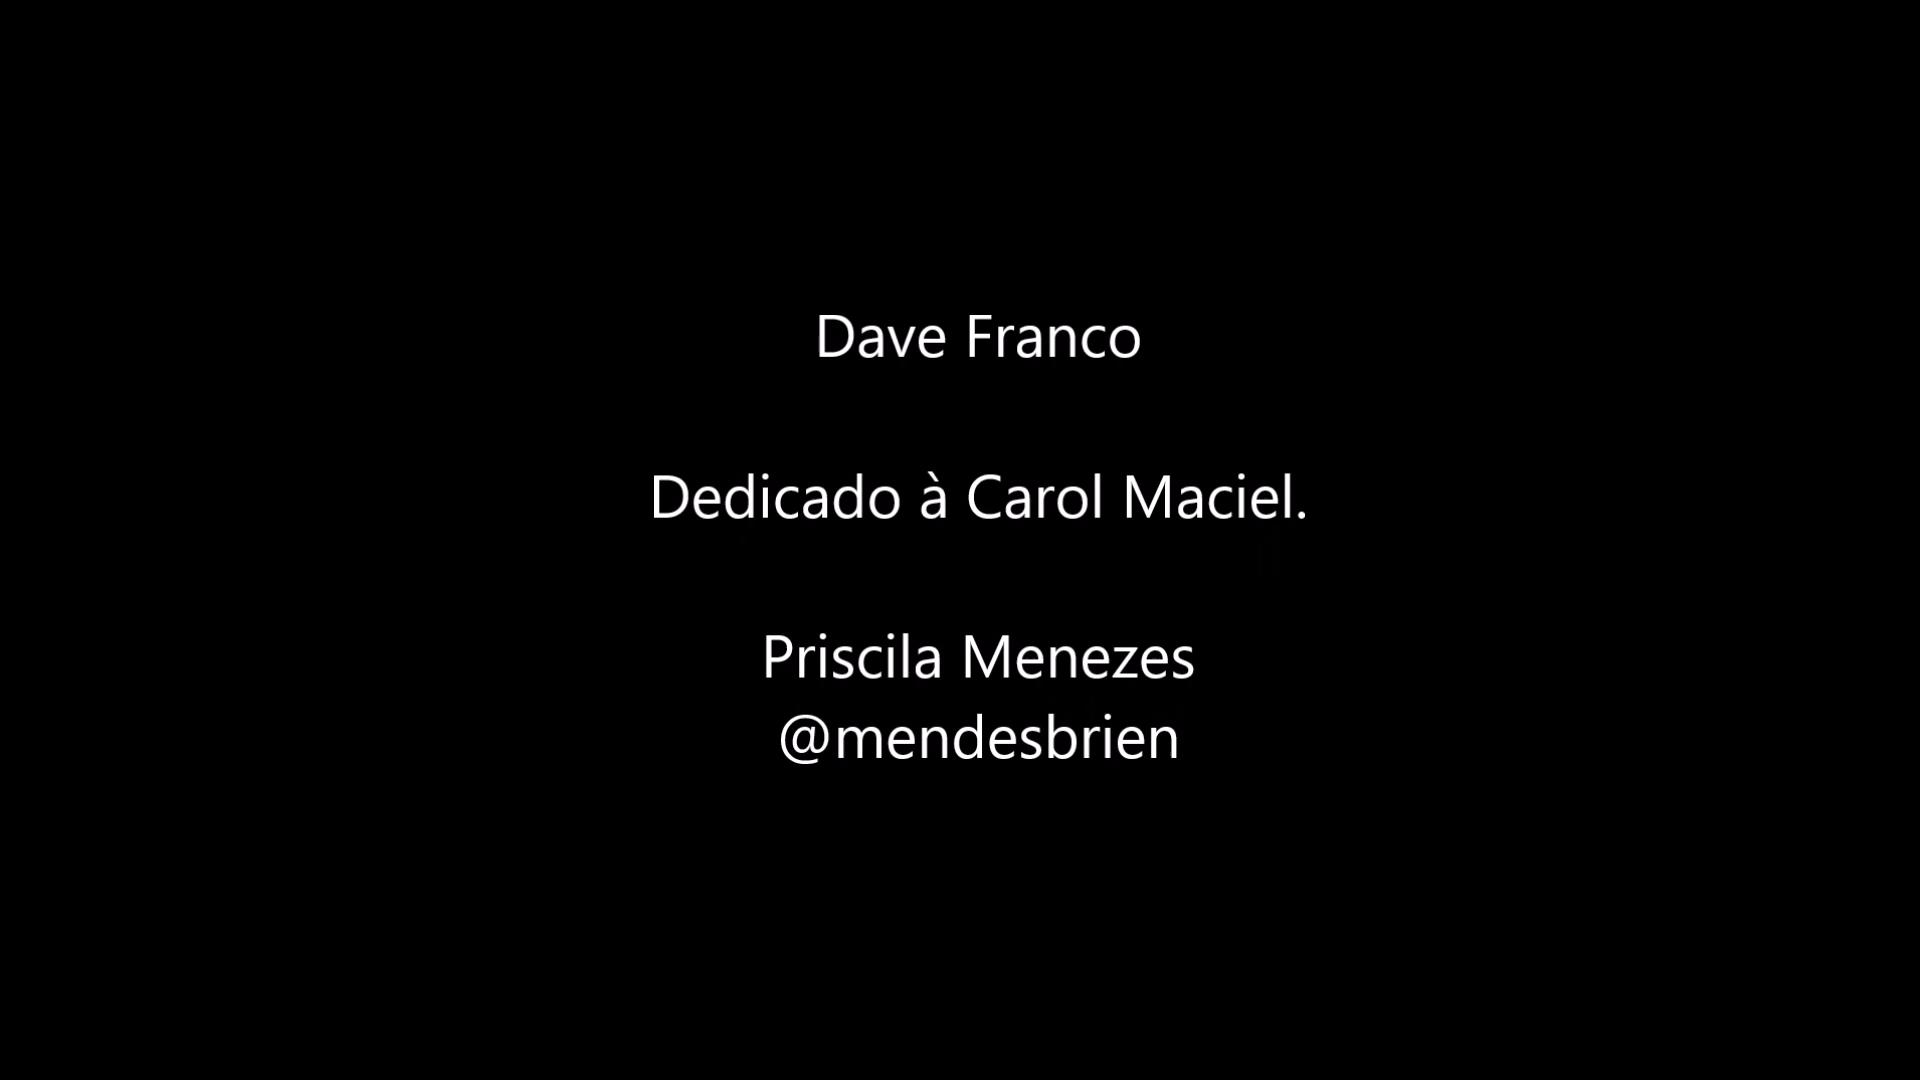 Dave Franco
Dedicado à Carol Maciel.
Priscila Menezes
@mendesbrien